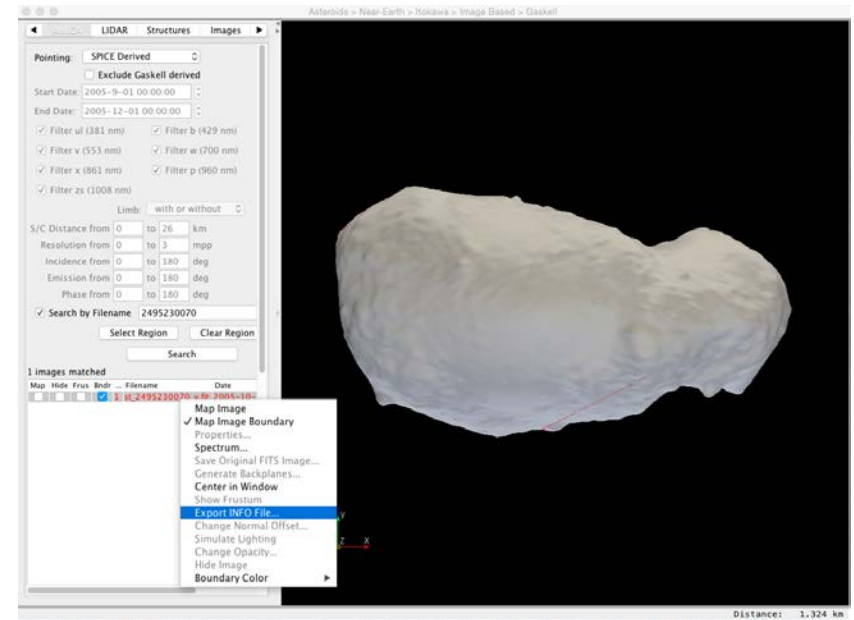 Asteroids > Near-Earth > Itokawa > Image Based > Gaskell
LIDAR Structures Images
Pointing: SPICE Derived
Exclude Gaskell derived
Start Date: 2005-9-01 00:00:00
End Date: 2005-12-01 00:00:00
Filter ul (381 nm) Filter b (429 nm)
Filter v (553 nm) Filter w (700 nm)
Filter x (861 nm) Filter p (960 nm)
Filter zs (1008 nm)
Limb: with or without
S/C Distance from 0 to 26 km
Resolution from 0 to 3 mpp
Incidence from 0 to 180 deg
Emission from 0 to 180 deg
Phase from 0 to 180 deg
Search by Filename 2495230070
Select Region Clear Region
Search
1 images matched
Map Hide Frus Bndr ... Filename Date
1 st_2495230070_v.fit 2005-10-
Map Image
Map Image Boundary
Properties...
Spectrum...
Save Original FITS Image...
Generate Backplanes...
Center in Window
Show Frustum
Export INFO File...
Change Normal Offset...
Simulate Lighting
Change Opacity...
Hide Image
Boundary Color
Y
Z X
Distance: 1.324 km